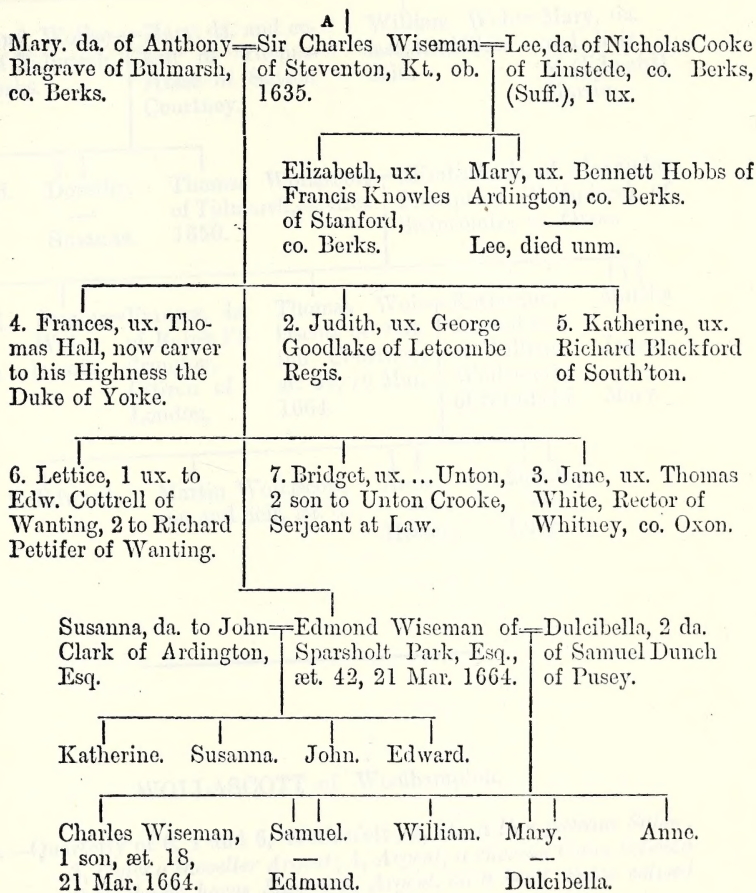 A
Mary. da. of Anthony
Blagrave of Bulmarsh,
co. Berks.
Sir Charles Wiseman
of Steventon, Kt., ob.
1635.
Lee, da. of Nicholas Cooke
of Linstede, co. Berks,
(Suff.), 1 ux.
Elizabeth, ux.
Francis Knowles
of Stanford,
co. Berks.
Mary, ux. Bennett Hobbs of
Ardington, co. Berks.
Lee, died unm.
4. Frances, ux. Tho-
mas Hall, now carver
to his Highness the
Duke of Yorke.
2. Judith, ux. George
Goodlake of Letcombe
Regis.
5. Katherine, ux.
Richard Blackford
of South'ton.
6. Lettice, 1 ux. to
Edw. Cottrell of
Wanting, 2 to Richard
Pettifer of Wanting.
7. Bridget, ux. ....Unton,
2 son to Unton Crooke,
Serjeant at Law.
3. Jane, ux. Thomas
White, Rector of
Whitney, co. Oxon.
Susanna, da. to John
Clark of Ardington,
Esq.
Edmond Wiseman of
Sparsholt Park, Esq.,
æt. 42, 21 Mar. 1664.
Dulcibella, 2 da.
of Samuel Dunch
of Pusey.
Katherine. Susanna. John. Edward.
Charles Wiseman,
1 son, æt. 18,
21 Mar. 1664.
Samuel.
Edmund.
William.
Mary.
Dulcibella.
Anne.